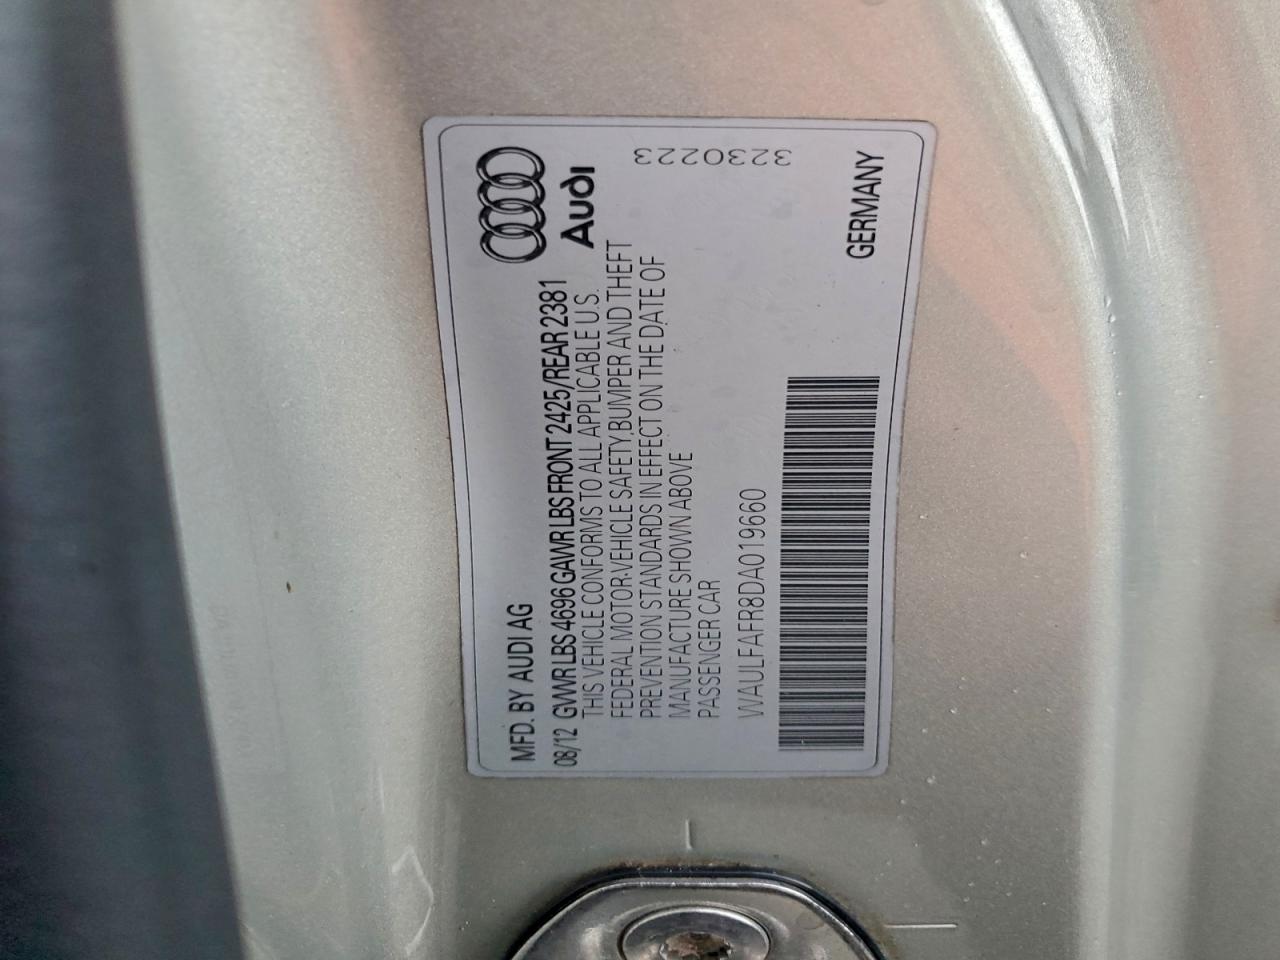 MFD. BY AUDI AG
08/12 GVWR LBS 4696 GAWR LBS FRONT 2425/REAR 2381
THIS VEHICLE CONFORMS TO ALL APPLICABLE U.S.
FEDERAL MOTOR-VEHICLE SAFETY,BUMPER AND THEFT
PREVENTION STANDARDS IN EFFECT ON THE DATE OF
MANUFACTURE SHOWN ABOVE
PASSENGER CAR
WAULFAFR8DA019660
Audi
3230223
GERMANY